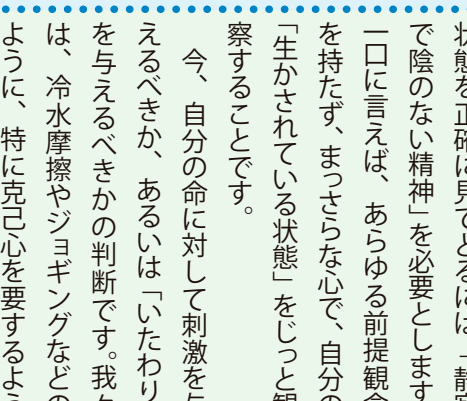 状態を正確に見てとるには「静寂
で陰のない精神」を必要とします
一口に言えば、あらゆる前提観念
を持たず、まっさらな心で、自分の
「生かされている状態」をじっと観
察することです。
今、自分の命に対して刺激を与
えるべきか、あるいは「いたわり
を与えるべきかの判断です。我々
は、冷水摩擦やジョギングなどの
ように、特に克己心を要するよう